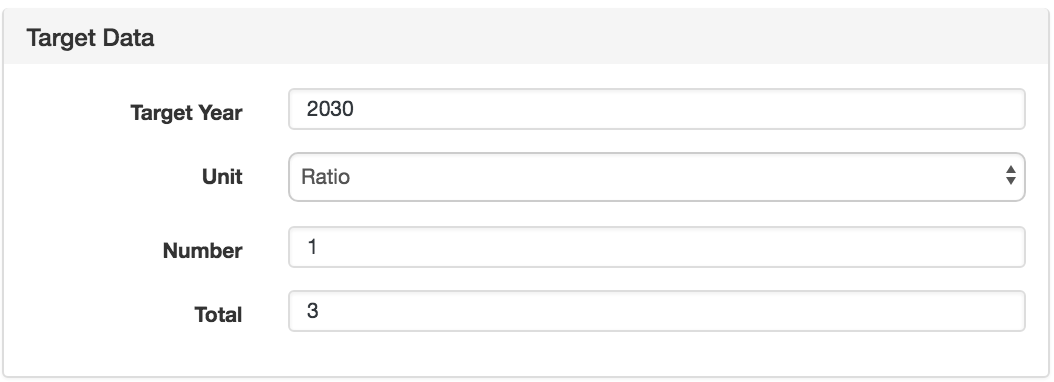 Target Data
Target Year 2030
Unit Ratio
Number 1
Total 3